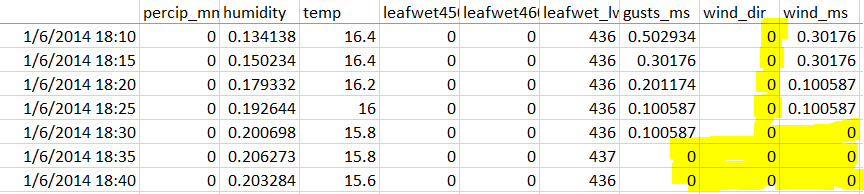 percip_mn humidity temp leafwet450 leafwet460 leafwet_lw gusts_ms wind_dir wind_ms
1/6/2014 18:10 0 0.134138 16.4 0 0 436 0.502934 0 0.30176
1/6/2014 18:15 0 0.150234 16.4 0 0 436 0.30176 0 0.30176
1/6/2014 18:20 0 0.179332 16.2 0 0 436 0.201174 0 0.100587
1/6/2014 18:25 0 0.192644 16 0 0 436 0.100587 0 0.100587
1/6/2014 18:30 0 0.200698 15.8 0 0 436 0.100587 0 0
1/6/2014 18:35 0 0.206273 15.8 0 0 437 0 0 0
1/6/2014 18:40 0 0.203284 15.6 0 0 436 0 0 0